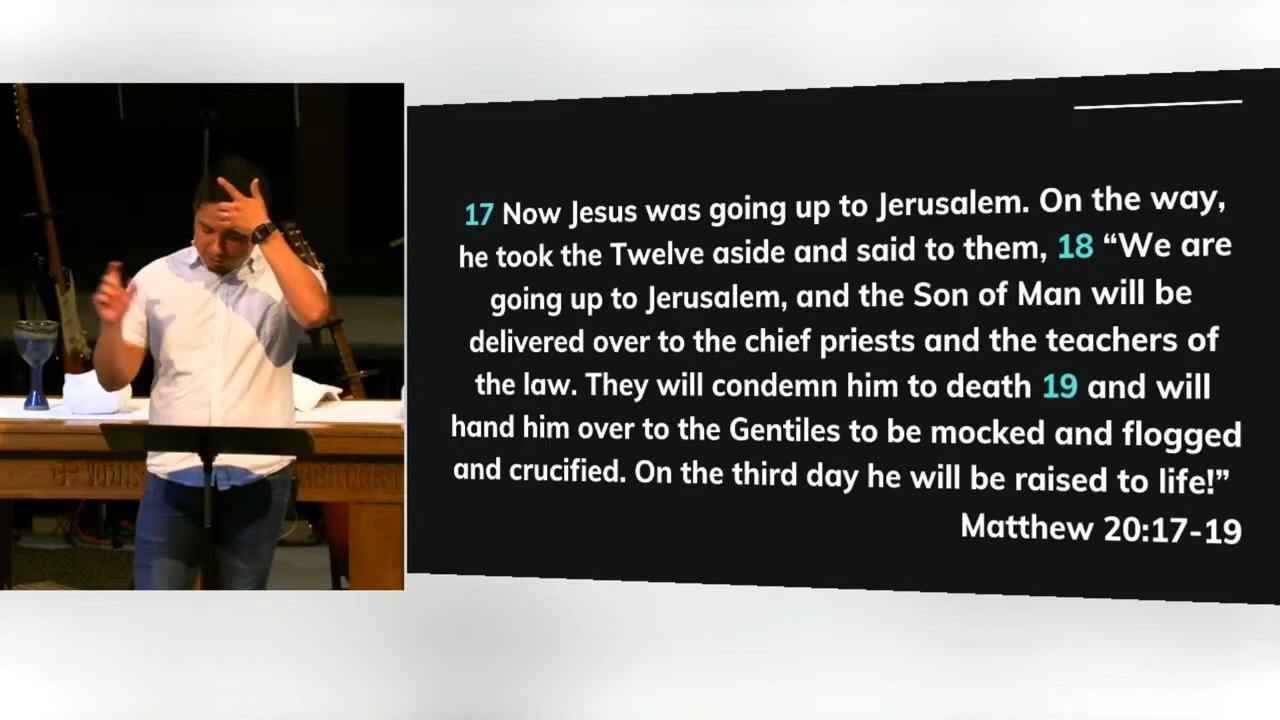 17 Now Jesus was going up to Jerusalem. On the way,
he took the Twelve aside and said to them, 18 “We are
going up to Jerusalem, and the Son of Man will be
delivered over to the chief priests and the teachers of
the law. They will condemn him to death 19 and will
hand him over to the Gentiles to be mocked and flogged
and crucified. On the third day he will be raised to life!”
Matthew 20:17-19